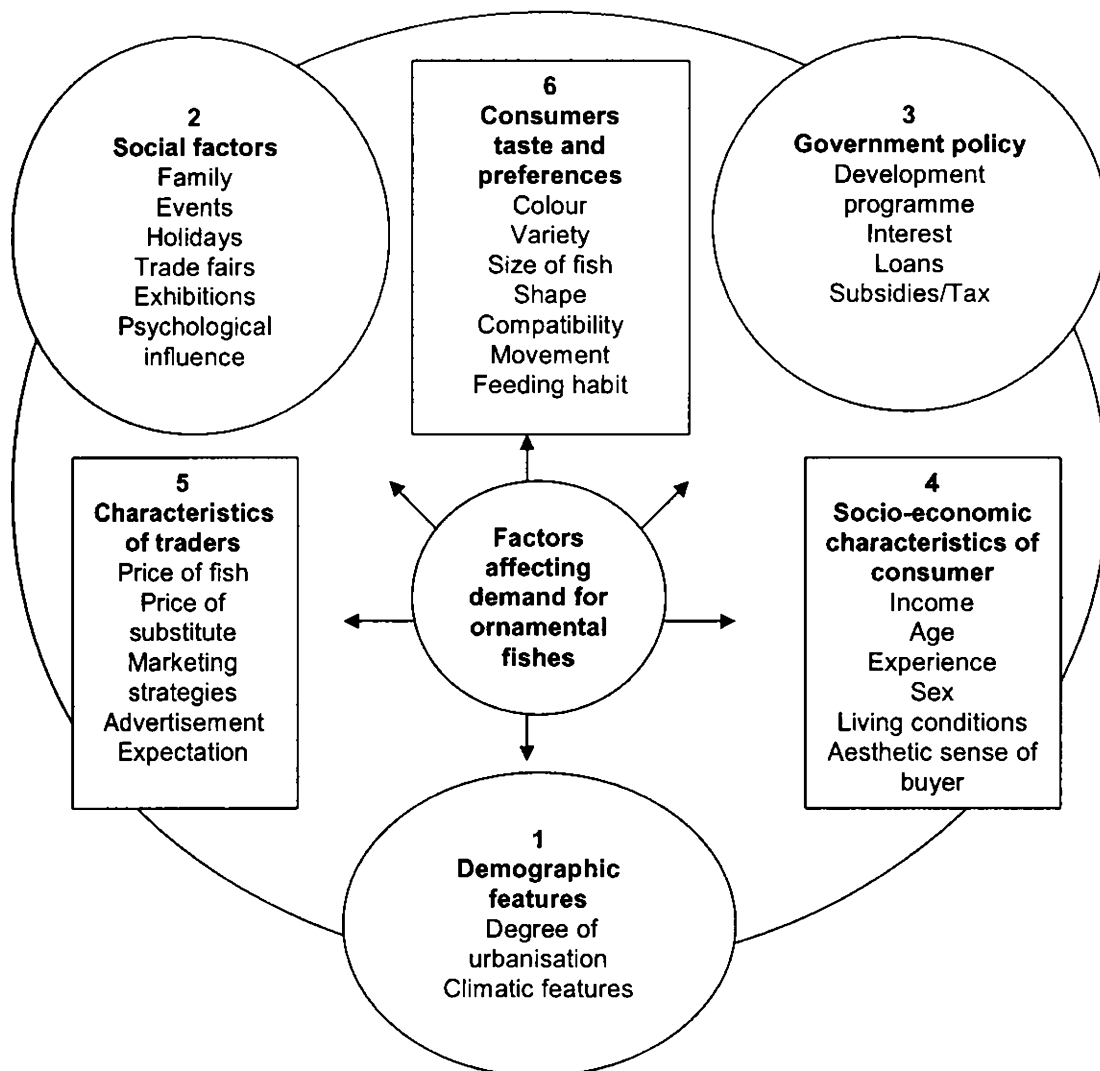 2
Social factors
Family
Events
Holidays
Trade fairs
Exhibitions
Psychological
influence
6
Consumers
taste and
preferences
Colour
Variety
Size of fish
Shape
Compatibility
Movement
Feeding habit
3
Government policy
Development
programme
Interest
Loans
Subsidies/Tax
5
Characteristics
of traders
Price of fish
Price of
substitute
Marketing
strategies
Advertisement
Expectation
Factors
affecting
demand for
ornamental
fishes
4
Socio-economic
characteristics of
consumer
Income
Age
Experience
Sex
Living conditions
Aesthetic sense of
buyer
1
Demographic
features
Degree of
urbanisation
Climatic features